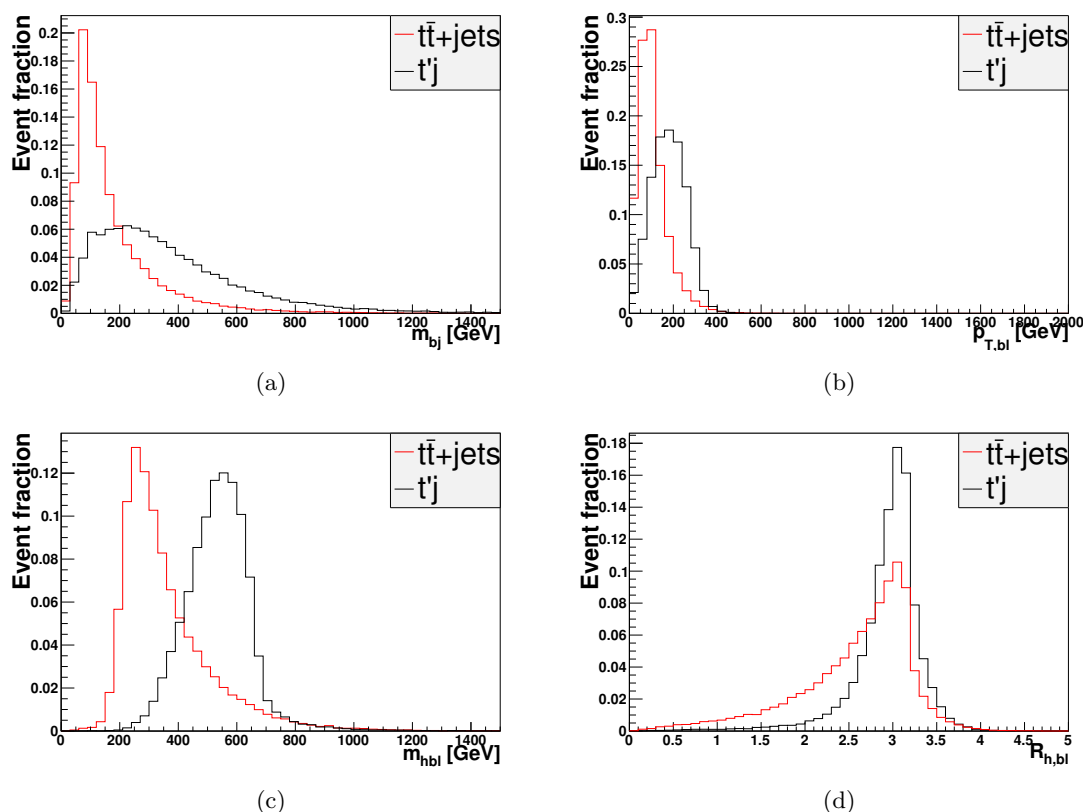 Event fraction
0.2
0.18
0.16
0.14
0.12
0.1
0.08
0.06
0.04
0.02
0
tt̄+jets
t'j
0 200 400 600 800 1000 1200 1400
m_bj [GeV]
(a)
Event fraction
0.3
0.25
0.2
0.15
0.1
0.05
0
tt̄+jets
t'j
0 200 400 600 800 1000 1200 1400 1600 1800 2000
p_T,bl [GeV]
(b)
Event fraction
0.12
0.1
0.08
0.06
0.04
0.02
0
tt̄+jets
t'j
0 200 400 600 800 1000 1200 1400
m_hbl [GeV]
(c)
Event fraction
0.18
0.16
0.14
0.12
0.1
0.08
0.06
0.04
0.02
0
tt̄+jets
t'j
0 0.5 1 1.5 2 2.5 3 3.5 4 4.5 5
R_h,bl
(d)